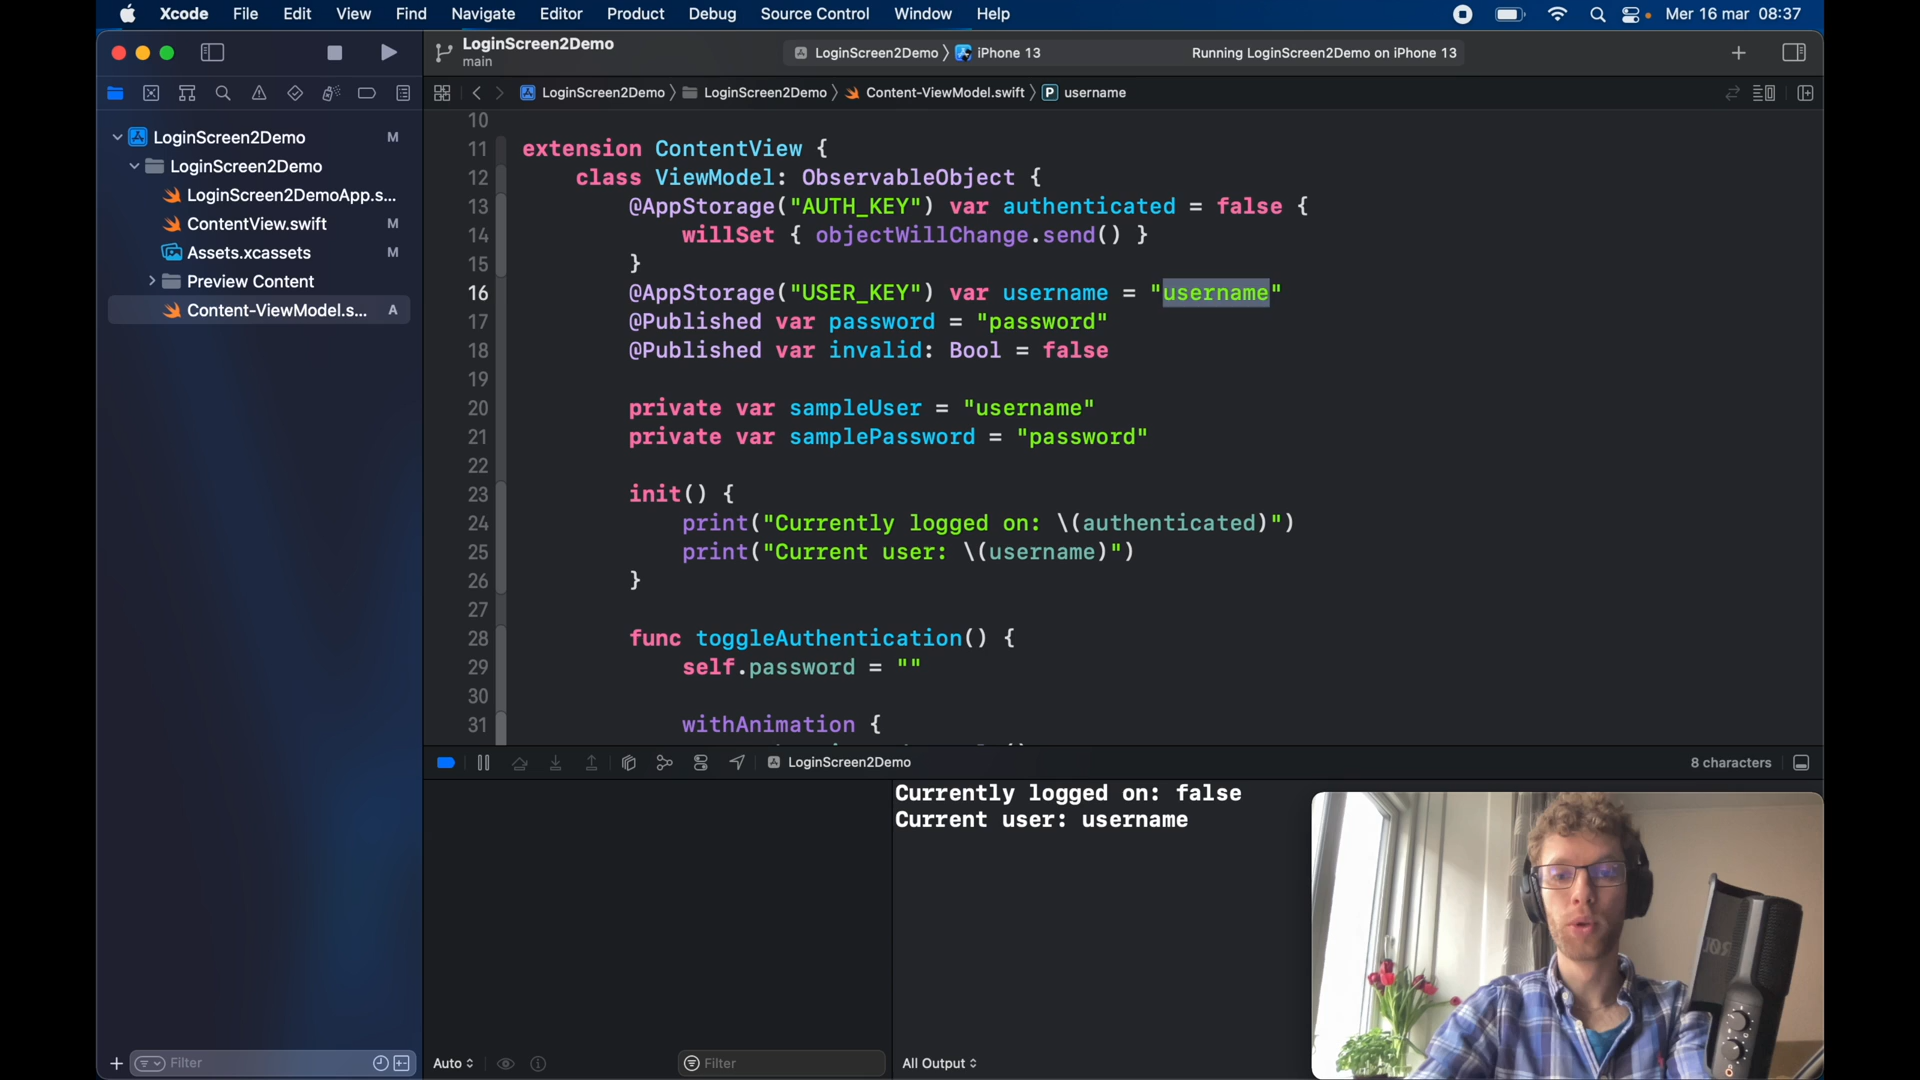 Xcode File Edit View Find Navigate Editor Product Debug Source Control Window Help Mer 16 mar 08:37
LoginScreen2Demo
main
LoginScreen2Demo 〉 iPhone 13
Running LoginScreen2Demo on iPhone 13
LoginScreen2Demo 〉 LoginScreen2Demo 〉 Content-ViewModel.swift 〉 P username
LoginScreen2Demo M
LoginScreen2Demo
LoginScreen2DemoApp.s...
ContentView.swift M
Assets.xcassets M
Preview Content
Content-ViewModel.s... A
10
11 extension ContentView {
12 class ViewModel: ObservableObject {
13 @AppStorage("AUTH_KEY") var authenticated = false {
14 willSet { objectWillChange.send() }
15 }
16 @AppStorage("USER_KEY") var username = "username"
17 @Published var password = "password"
18 @Published var invalid: Bool = false
19
20 private var sampleUser = "username"
21 private var samplePassword = "password"
22
23 init() {
24 print("Currently logged on: \(authenticated)")
25 print("Current user: \(username)")
26 }
27
28 func toggleAuthentication() {
29 self.password = ""
30
31 withAnimation {
LoginScreen2Demo
8 characters
Currently logged on: false
Current user: username
RØDE
Filter
Auto
Filter
All Output